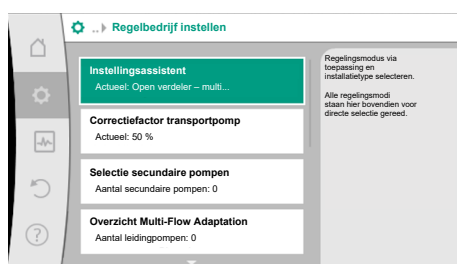 .. Regelbedrijf instellen
Instellingsassistent
Actueel: Open verdeler – multi...
Correctiefactor transportpomp
Actueel: 50 %
Selectie secundaire pompen
Aantal secundaire pompen: 0
Overzicht Multi-Flow Adaptation
Aantal leidingpompen: 0
Regelingsmodus via
toepassing en
installatietype selecteren.
Alle regelingsmodi
staan hier bovendien voor
directe selectie gereed.